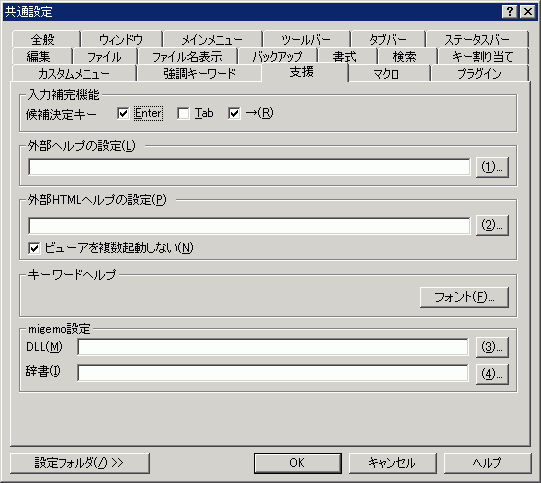 共通設定
全般 ウィンドウ メインメニュー ツールバー タブバー ステータスバー
編集 ファイル ファイル名表示 バックアップ 書式 検索 キー割り当て
カスタムメニュー 強調キーワード 支援 マクロ プラグイン
入力補完機能
候補決定キー Enter Tab →(R)
外部ヘルプの設定(L)
(1)...
外部HTMLヘルプの設定(P)
(2)...
ビューアを複数起動しない(N)
キーワードヘルプ
フォント(F)...
migemo設定
DLL(M) (3)...
辞書(I) (4)...
設定フォルダ(/) >> OK キャンセル ヘルプ